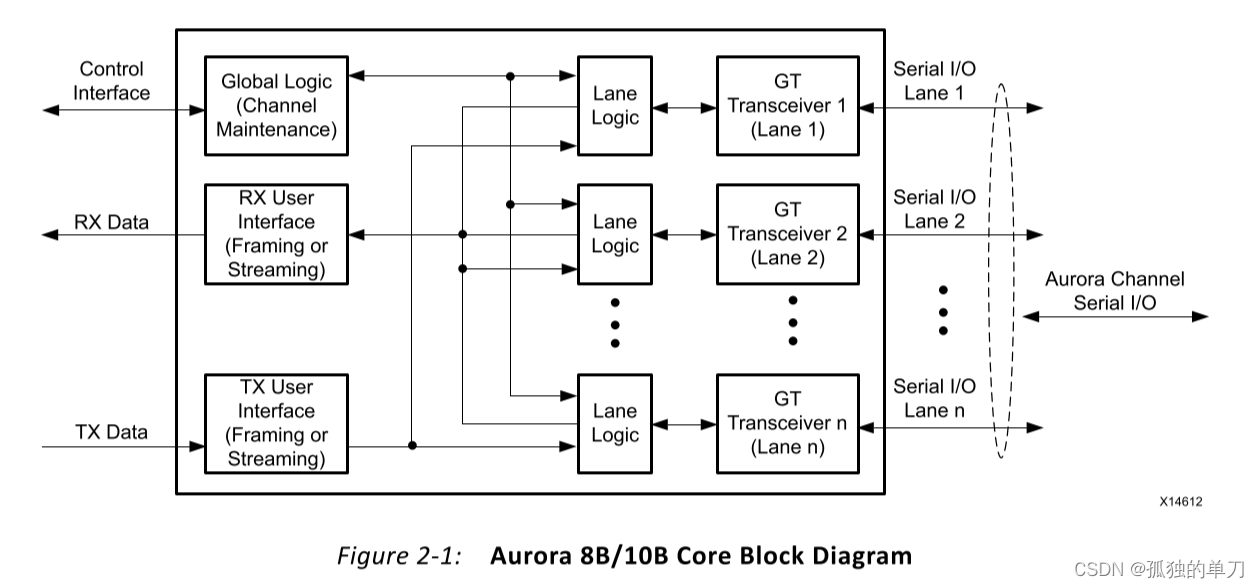 Control
Interface
Global Logic
(Channel
Maintenance)
Lane
Logic
GT
Transceiver 1
(Lane 1)
Serial I/O
Lane 1
RX Data
RX User
Interface
(Framing or
Streaming)
Lane
Logic
GT
Transceiver 2
(Lane 2)
Serial I/O
Lane 2
Aurora Channel
Serial I/O
TX Data
TX User
Interface
(Framing or
Streaming)
Lane
Logic
GT
Transceiver n
(Lane n)
Serial I/O
Lane n
X14612
Figure 2-1: Aurora 8B/10B Core Block Diagram
CSDN @孤独的单刀